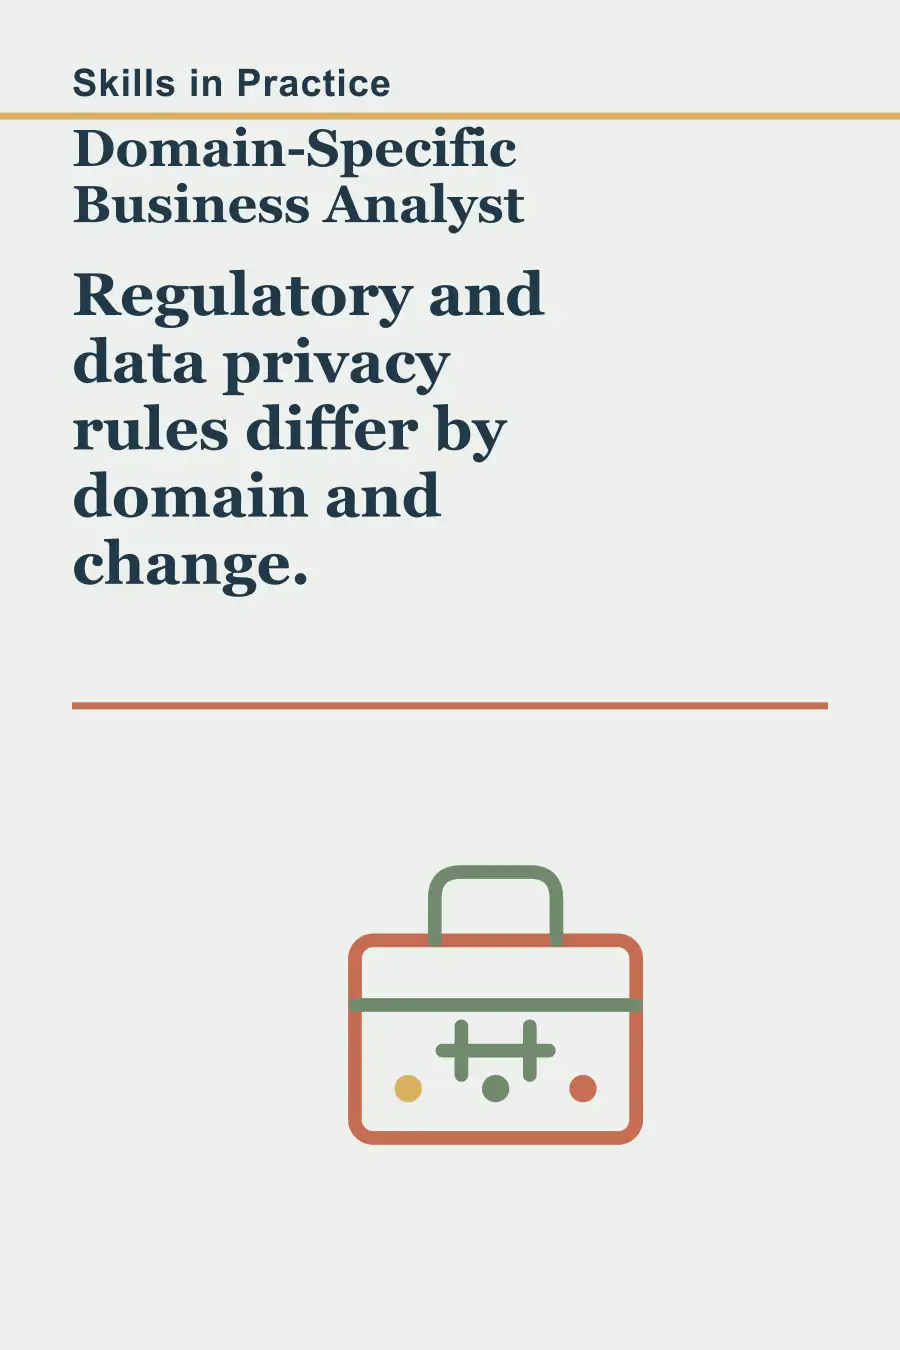 Skills in Practice
Domain-Specific
Business Analyst
Regulatory and
data privacy
rules differ by
domain and
change.